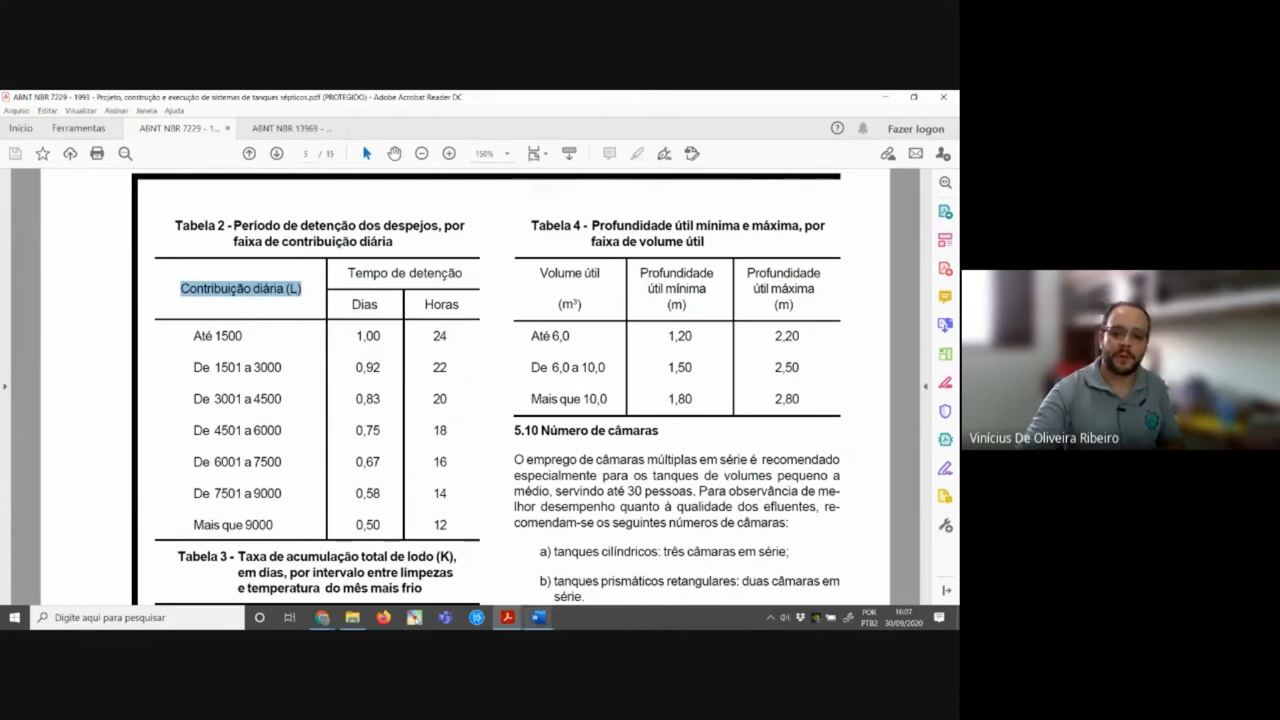 ABNT NBR 7229 - 1993 - Projeto, construção e execução de sistemas de tanques sépticos.pdf (PROTEGIDO) - Adobe Acrobat Reader DC
Arquivo Editar Visualizar Assinar Janela Ajuda
Início Ferramentas ABNT NBR 7229 - 1... × ABNT NBR 13969 - ... Fazer logon
5 / 15 150%
Tabela 2 - Período de detenção dos despejos, por
faixa de contribuição diária
Contribuição diária (L) Tempo de detenção
Dias Horas
Até 1500 1,00 24
De 1501 a 3000 0,92 22
De 3001 a 4500 0,83 20
De 4501 a 6000 0,75 18
De 6001 a 7500 0,67 16
De 7501 a 9000 0,58 14
Mais que 9000 0,50 12
Tabela 3 - Taxa de acumulação total de lodo (K),
em dias, por intervalo entre limpezas
e temperatura do mês mais frio
Tabela 4 - Profundidade útil mínima e máxima, por
faixa de volume útil
Volume útil Profundidade Profundidade
útil mínima útil máxima
(m³) (m) (m)
Até 6,0 1,20 2,20
De 6,0 a 10,0 1,50 2,50
Mais que 10,0 1,80 2,80
5.10 Número de câmaras
O emprego de câmaras múltiplas em série é recomendado
especialmente para os tanques de volumes pequeno a
médio, servindo até 30 pessoas. Para observância de me-
lhor desempenho quanto à qualidade dos efluentes, re-
comendam-se os seguintes números de câmaras:
a) tanques cilíndricos: três câmaras em série;
b) tanques prismáticos retangulares: duas câmaras em
série.
Vinícius De Oliveira Ribeiro
Digite aqui para pesquisar
POR 16:07
PTB2 30/09/2020